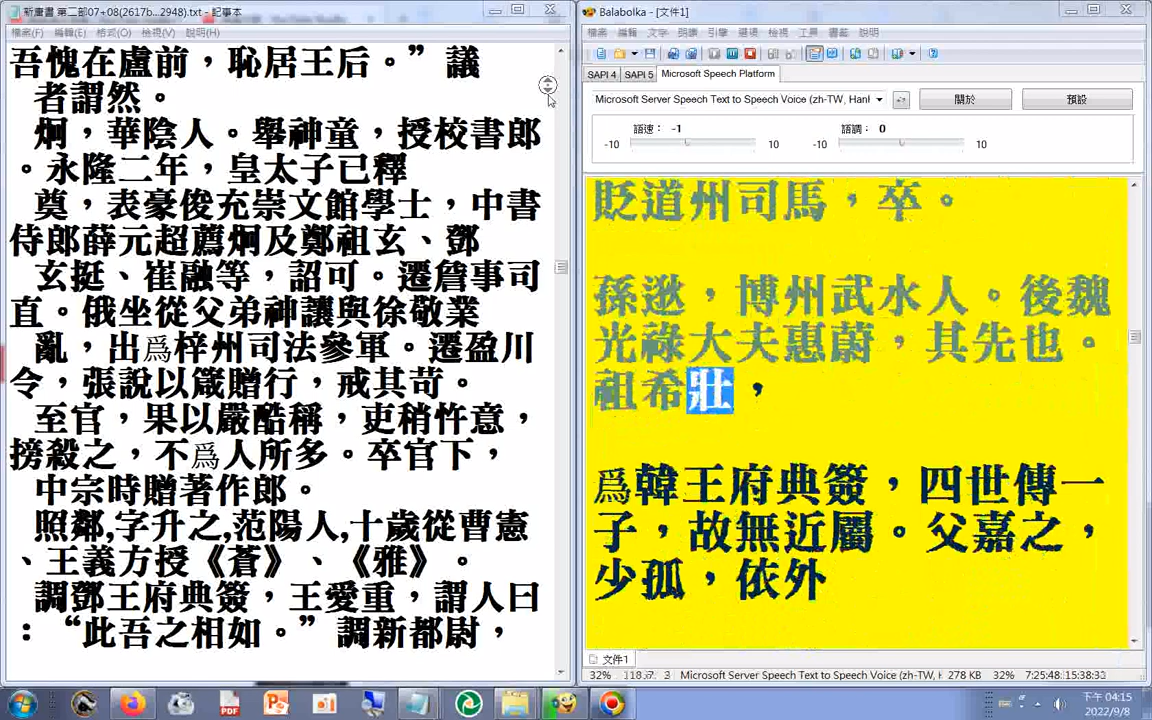 新唐書 第二部07+08(2617b...2948).txt - 記事本
檔案(F) 編輯(E) 格式(O) 檢視(V) 說明(H)
吾愧在盧前，恥居王后。”議
者謂然。
炯，華陰人。舉神童，授校書郎
。永隆二年，皇太子已釋
奠，表豪俊充崇文館學士，中書
侍郎薛元超薦炯及鄭祖玄、鄧
玄挺、崔融等，詔可。遷詹事司
直。俄坐從父弟神讓與徐敬業
亂，出爲梓州司法參軍。遷盈川
令，張說以箴贈行，戒其苛。
至官，果以嚴酷稱，吏稍忤意，
搒殺之，不爲人所多。卒官下，
中宗時贈著作郎。
照鄰,字升之,范陽人,十歲從曹憲
、王義方授《蒼》、《雅》。
調鄧王府典簽，王愛重，謂人曰
：“此吾之相如。”調新都尉，
Balabolka - [文件1]
檔案 編輯 文字 朗讀 引擎 選項 檢視 工具 書籤 說明
SAPI 4 SAPI 5 Microsoft Speech Platform
Microsoft Server Speech Text to Speech Voice (zh-TW, Hanl
關於 預設
語速： -1 語調： 0
-10 10 -10 10
貶道州司馬，卒。
孫逖，博州武水人。後魏
光祿大夫惠蔚，其先也。
祖希壯，
爲韓王府典簽，四世傳一
子，故無近屬。父嘉之，
少孤，依外
文件1
32% Microsoft Speech Platform Microsoft Server Speech Text to Speech Voice (zh-TW, H 278 KB 32%
下午 04:15
2022/9/8